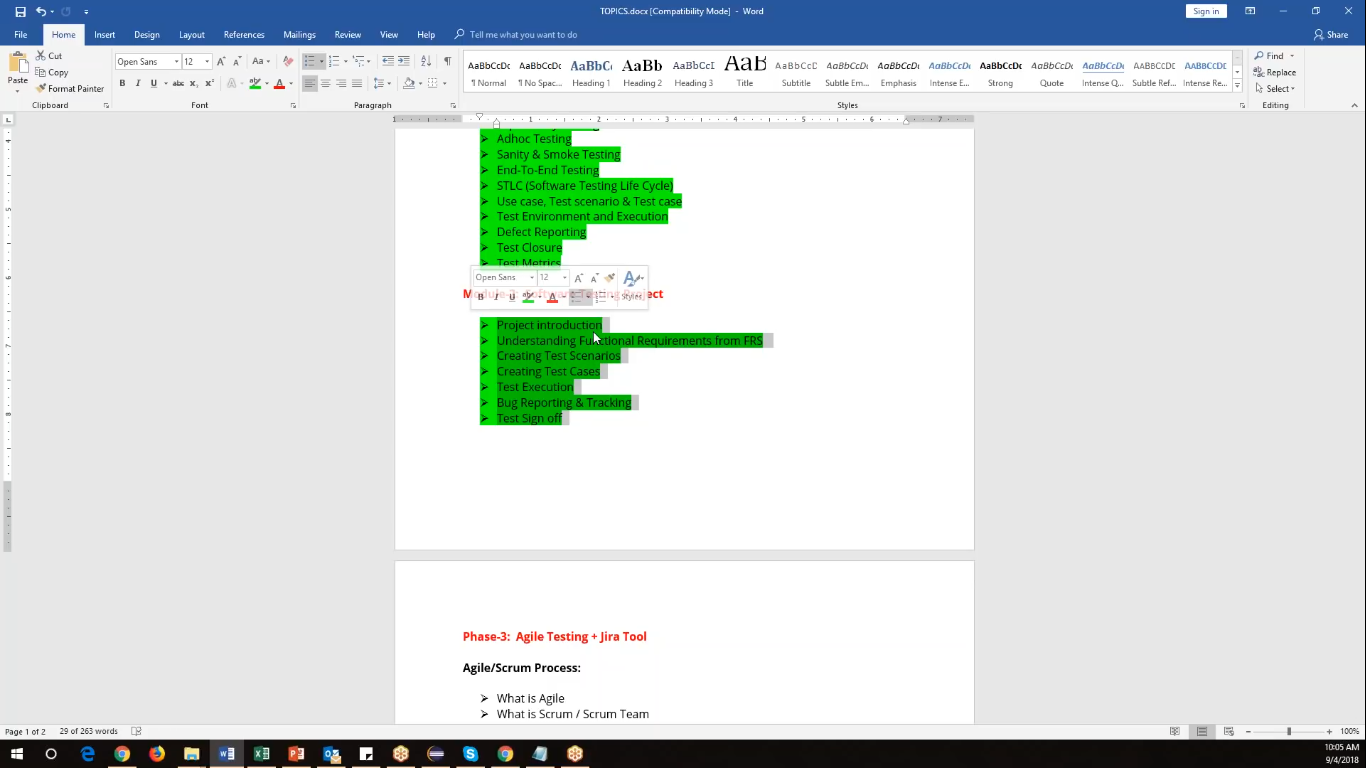 TOPICS.docx [Compatibility Mode] - Word
Sign in
File Home Insert Design Layout References Mailings Review View Help Tell me what you want to do Share
Paste
Cut
Copy
Format Painter
Clipboard
Open Sans 12
Font
Paragraph
AaBbCcDc AaBbCcDc AaBbC AaBb AaBbCcD AaB AaBbCcD AaBbCcDc AaBbCcDc AaBbCcDc AaBbCcDc AaBbCcDc AaBbCcDc AABBCCDC AABBCCDC
¶ Normal ¶ No Spac... Heading 1 Heading 2 Heading 3 Title Subtitle Subtle Em... Emphasis Intense E... Strong Quote Intense Q... Subtle Ref... Intense Re...
Styles
Find
Replace
Select
Editing
Adhoc Testing
Sanity & Smoke Testing
End-To-End Testing
STLC (Software Testing Life Cycle)
Use case, Test scenario & Test case
Test Environment and Execution
Defect Reporting
Test Closure
Test Metrics
Open Sans 12
Styles
Project
Project introduction
Understanding Functional Requirements from FRS
Creating Test Scenarios
Creating Test Cases
Test Execution
Bug Reporting & Tracking
Test Sign off
Phase-3: Agile Testing + Jira Tool
Agile/Scrum Process:
What is Agile
What is Scrum / Scrum Team
Page 1 of 2 29 of 263 words 100%
10:05 AM
9/4/2018